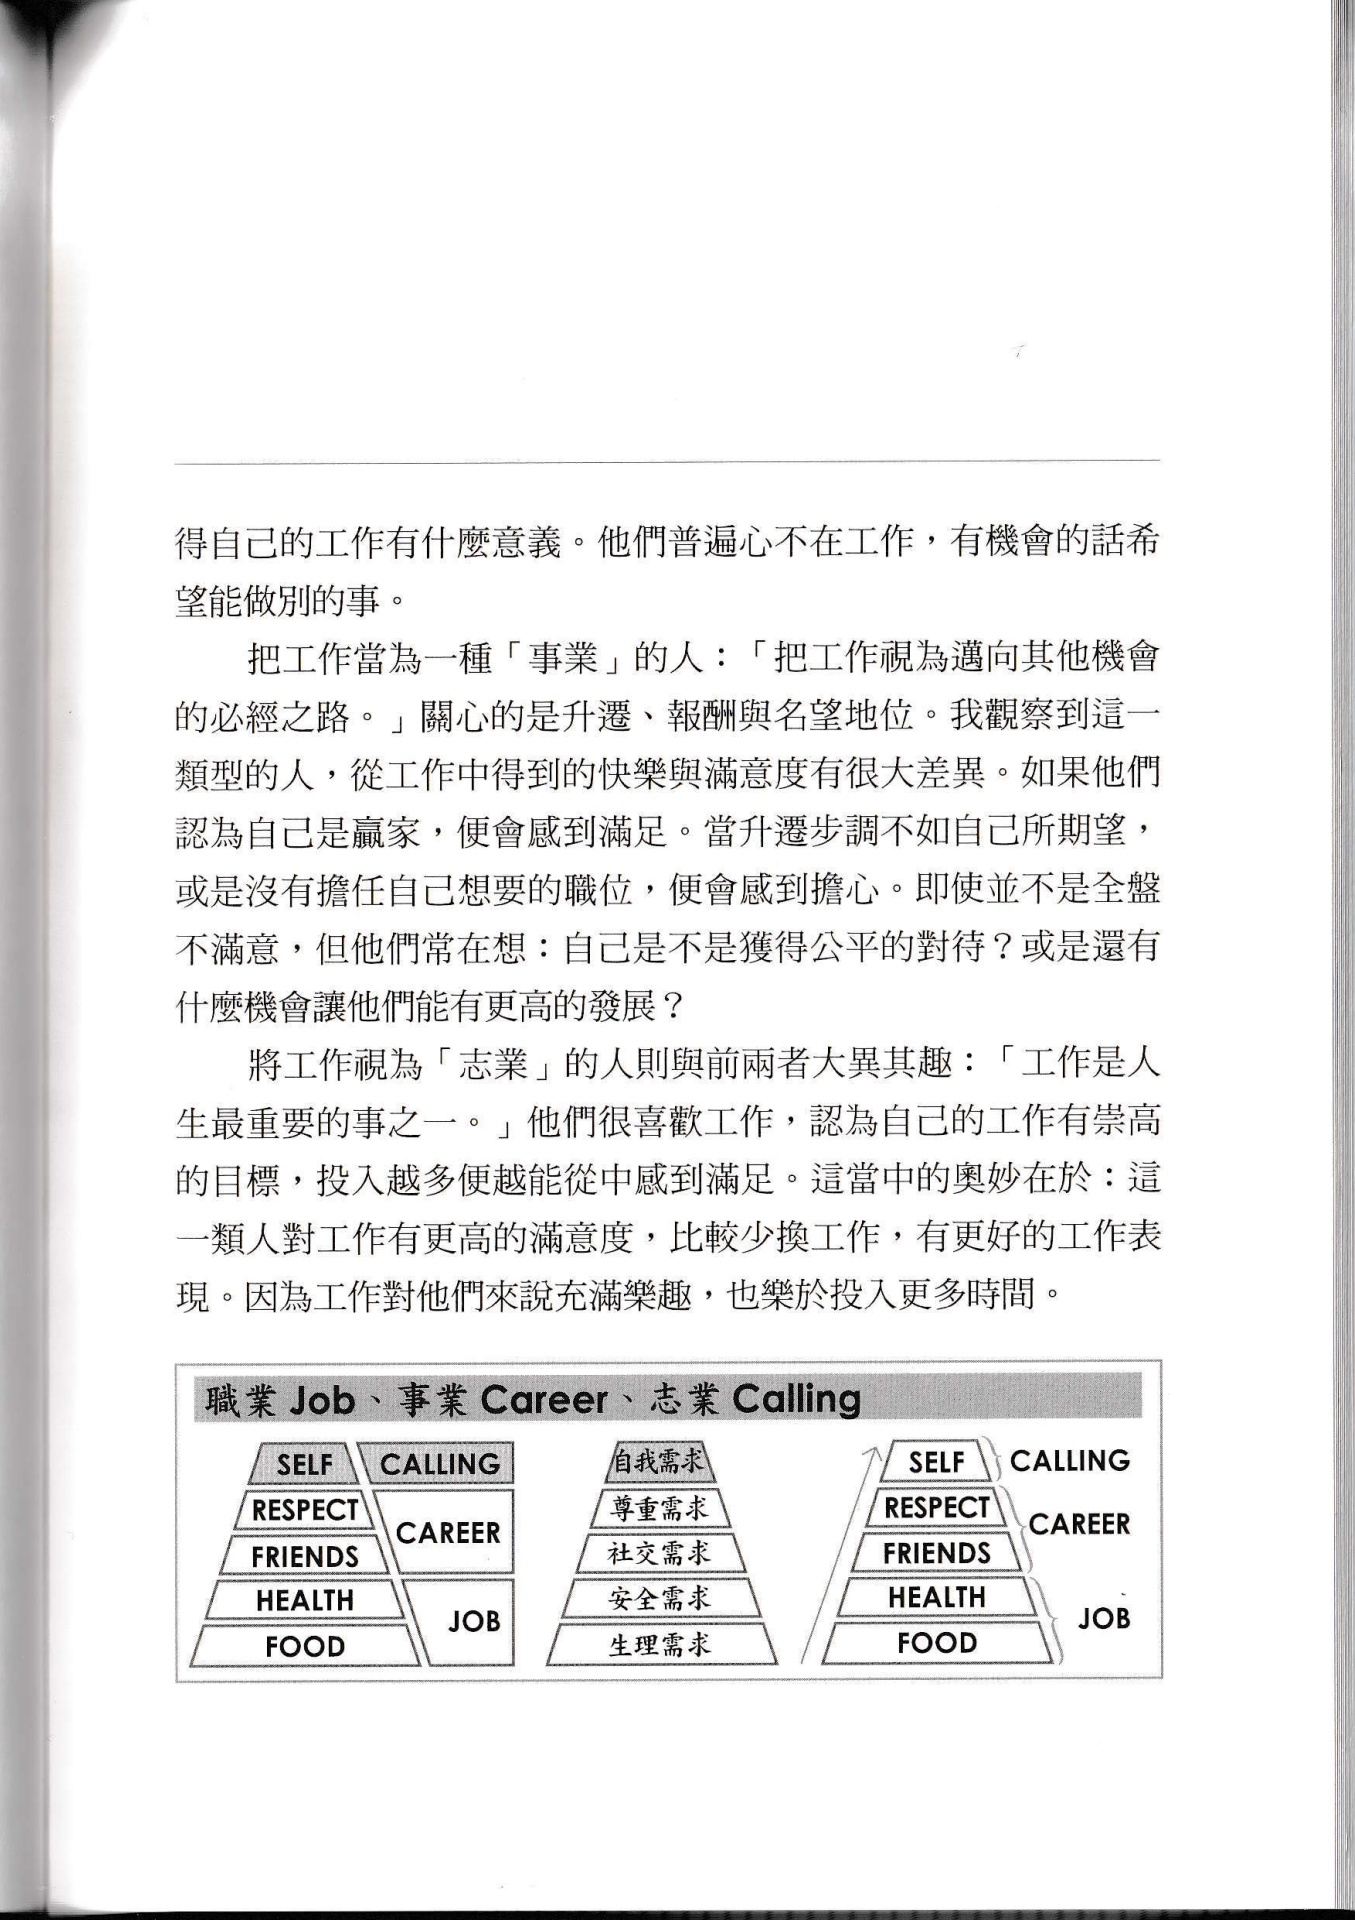 得自己的工作有什麼意義。他們普遍心不在工作，有機會的話希
望能做別的事。
把工作當為一種「事業」的人：「把工作視為邁向其他機會
的必經之路。」關心的是升遷、報酬與名望地位。我觀察到這一
類型的人，從工作中得到的快樂與滿意度有很大差異。如果他們
認為自己是贏家，便會感到滿足。當升遷步調不如自己所期望，
或是沒有擔任自己想要的職位，便會感到擔心。即使並不是全盤
不滿意，但他們常在想：自己是不是獲得公平的對待？或是還有
什麼機會讓他們能有更高的發展？
將工作視為「志業」的人則與前兩者大異其趣：「工作是人
生最重要的事之一。」他們很喜歡工作，認為自己的工作有崇高
的目標，投入越多便越能從中感到滿足。這當中的奧妙在於：這
一類人對工作有更高的滿意度，比較少換工作，有更好的工作表
現。因為工作對他們來說充滿樂趣，也樂於投入更多時間。
職業 Job、事業 Career、志業 Calling
SELF
CALLING
RESPECT
FRIENDS
CAREER
HEALTH
FOOD
JOB
自我需求
尊重需求
社交需求
安全需求
生理需求
SELF
CALLING
RESPECT
FRIENDS
CAREER
HEALTH
FOOD
JOB